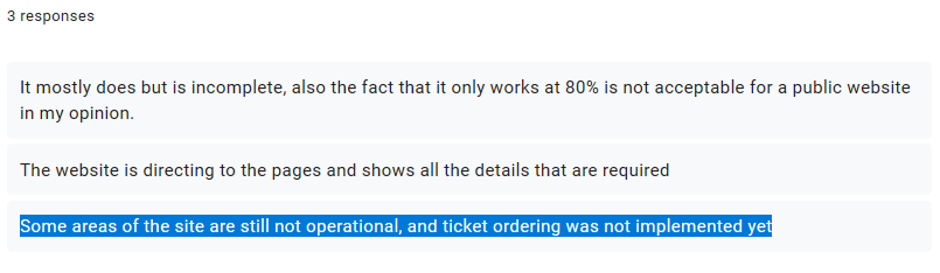 3 responses
It mostly does but is incomplete, also the fact that it only works at 80% is not acceptable for a public website
in my opinion.
The website is directing to the pages and shows all the details that are required
Some areas of the site are still not operational, and ticket ordering was not implemented yet